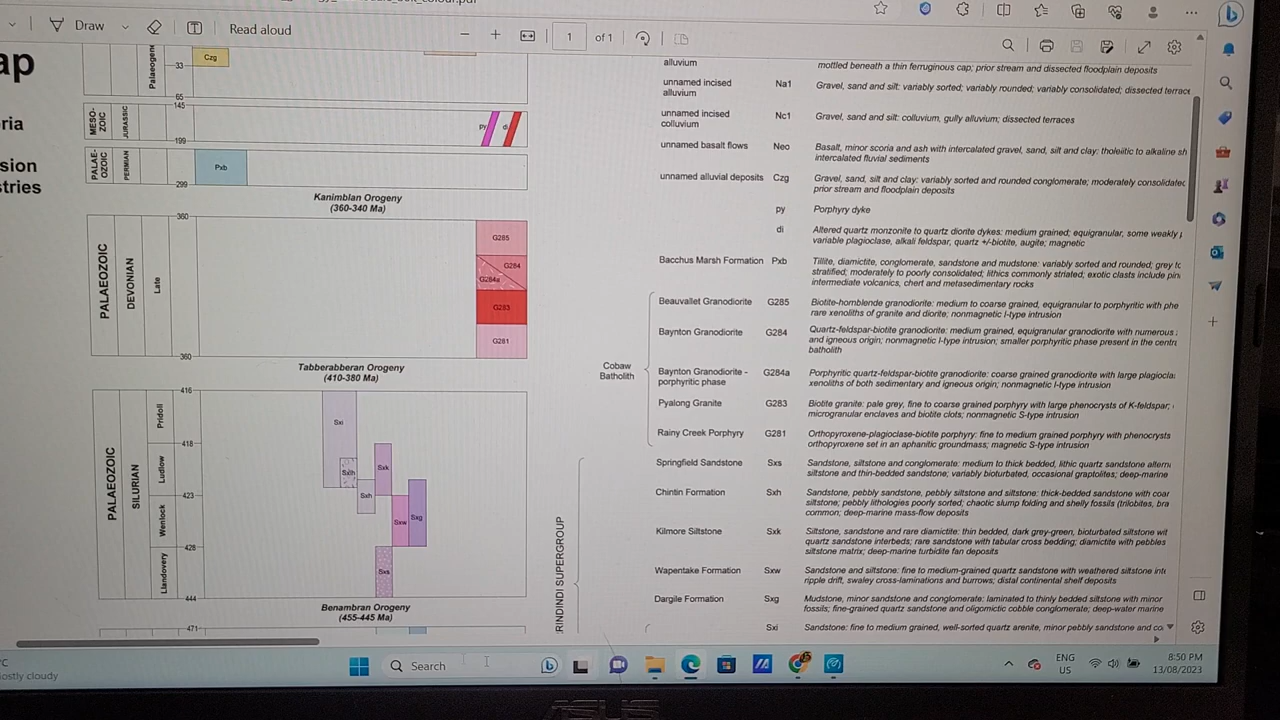 Draw
Read aloud
1
of 1
ap
ria
sion
stries
Palaeogene
33
65
Czg
MESO-
ZOIC
JURASSIC
145
199
py
di
PALAE-
OZOIC
PERMIAN
299
Pxb
Kanimblan Orogeny
(360-340 Ma)
PALAEOZOIC
DEVONIAN
Late
360
360
G285
G284
G284a
G283
G281
Tabberabberan Orogeny
(410-380 Ma)
PALAEOZOIC
SILURIAN
Pridoli
Ludlow
Wenlock
Llandovery
416
418
423
428
444
Sxi
Sxh
Sxk
Sxh
Sxw
Sxg
Sxs
Benambran Orogeny
(455-445 Ma)
471
alluvium
mottled beneath a thin ferruginous cap; prior stream and dissected floodplain deposits
unnamed incised
alluvium
Na1
Gravel, sand and silt: variably sorted; variably rounded; variably consolidated; dissected terrace
unnamed incised
colluvium
Nc1
Gravel, sand and silt: colluvium, gully alluvium; dissected terraces
unnamed basalt flows
Neo
Basalt, minor scoria and ash with intercalated gravel, sand, silt and clay: tholeiitic to alkaline sh
intercalated fluvial sediments
unnamed alluvial deposits
Czg
Gravel, sand, silt and clay: variably sorted and rounded conglomerate; moderately consolidated
prior stream and floodplain deposits
py
Porphyry dyke
di
Altered quartz monzonite to quartz diorite dykes: medium grained; equigranular, some weakly
variable plagioclase, alkali feldspar, quartz +/-biotite, augite; magnetic
Bacchus Marsh Formation
Pxb
Tillite, diamictite, conglomerate, sandstone and mudstone: variably sorted and rounded; grey to
stratified; moderately to poorly consolidated; lithics commonly striated; exotic clasts include pin
intermediate volcanics, chert and metasedimentary rocks
Cobaw
Batholith
Beauvallet Granodiorite
G285
Biotite-hornblende granodiorite: medium to coarse grained, equigranular to porphyritic with phe
rare xenoliths of granite and diorite; nonmagnetic I-type intrusion
Baynton Granodiorite
G284
Quartz-feldspar-biotite granodiorite: medium grained, equigranular granodiorite with numerous
and igneous origin; nonmagnetic I-type intrusion; smaller porphyritic phase present in the centr
batholith
Baynton Granodiorite -
porphyritic phase
G284a
Porphyritic quartz-feldspar-biotite granodiorite: coarse grained granodiorite with large plagiocla
xenoliths of both sedimentary and igneous origin; nonmagnetic I-type intrusion
Pyalong Granite
G283
Biotite granite: pale grey, fine to coarse grained porphyry with large phenocrysts of K-feldspar;
microgranular enclaves and biotite clots; nonmagnetic S-type intrusion
Rainy Creek Porphyry
G281
Orthopyroxene-plagioclase-biotite porphyry: fine to medium grained porphyry with phenocrysts
orthopyroxene set in an aphanitic groundmass; magnetic S-type intrusion
RINDINDI SUPERGROUP
Springfield Sandstone
Sxs
Sandstone, siltstone and conglomerate: medium to thick bedded, lithic quartz sandstone altern
siltstone and thin-bedded sandstone; variably bioturbated, occasional graptolites; deep-marine
Chintin Formation
Sxh
Sandstone, pebbly sandstone, pebbly siltstone and siltstone: thick-bedded sandstone with coar
siltstone; pebbly lithologies poorly sorted; chaotic slump folding and shelly fossils (trilobites, bra
common; deep-marine mass-flow deposits
Kilmore Siltstone
Sxk
Siltstone, sandstone and rare diamictite: thin bedded, dark grey-green, bioturbated siltstone wit
quartz sandstone interbeds; rare sandstone with tabular cross bedding; diamictite with pebbles
siltstone matrix; deep-marine turbidite fan deposits
Wapentake Formation
Sxw
Sandstone and siltstone: fine to medium-grained quartz sandstone with weathered siltstone inte
ripple drift, swaley cross-laminations and burrows; distal continental shelf deposits
Dargile Formation
Sxg
Mudstone, minor sandstone and conglomerate: laminated to thinly bedded siltstone with minor
fossils; fine-grained quartz sandstone and oligomictic cobble conglomerate; deep-water marine
Sxi
Sandstone: fine to medium grained, well-sorted quartz arenite, minor pebbly sandstone and co
°C
ostly cloudy
Search
ENG
US
8:50 PM
13/08/2023